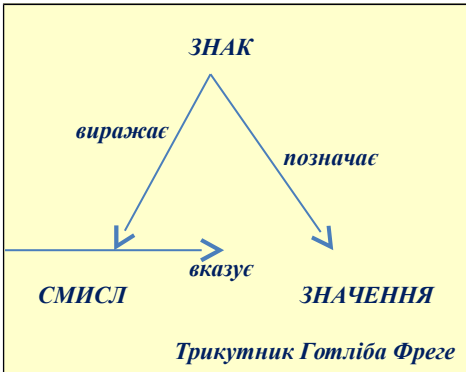 ЗНАК
виражає
позначає
вказує
СМИСЛ ЗНАЧЕННЯ
Трикутник Готліба Фреге